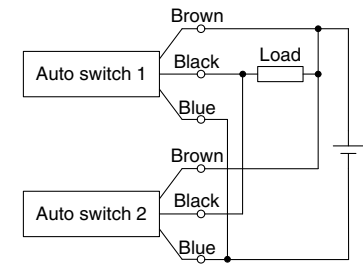 Brown
Auto switch 1
Black
Load
Blue
Brown
Auto switch 2
Black
Blue